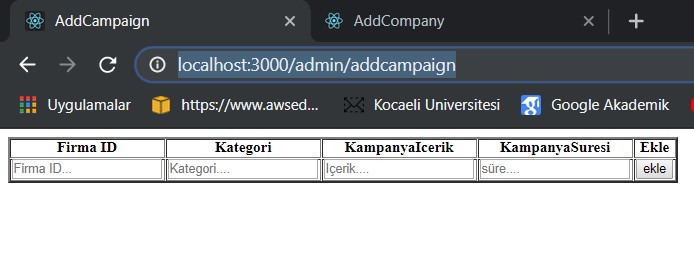 AddCampaign AddCompany
localhost:3000/admin/addcampaign
Uygulamalar https://www.awsed... Kocaeli Universitesi Google Akademik
Firma ID Kategori KampanyaIcerik KampanyaSuresi Ekle
Firma ID... Kategori.... Içerik.... süre.... ekle